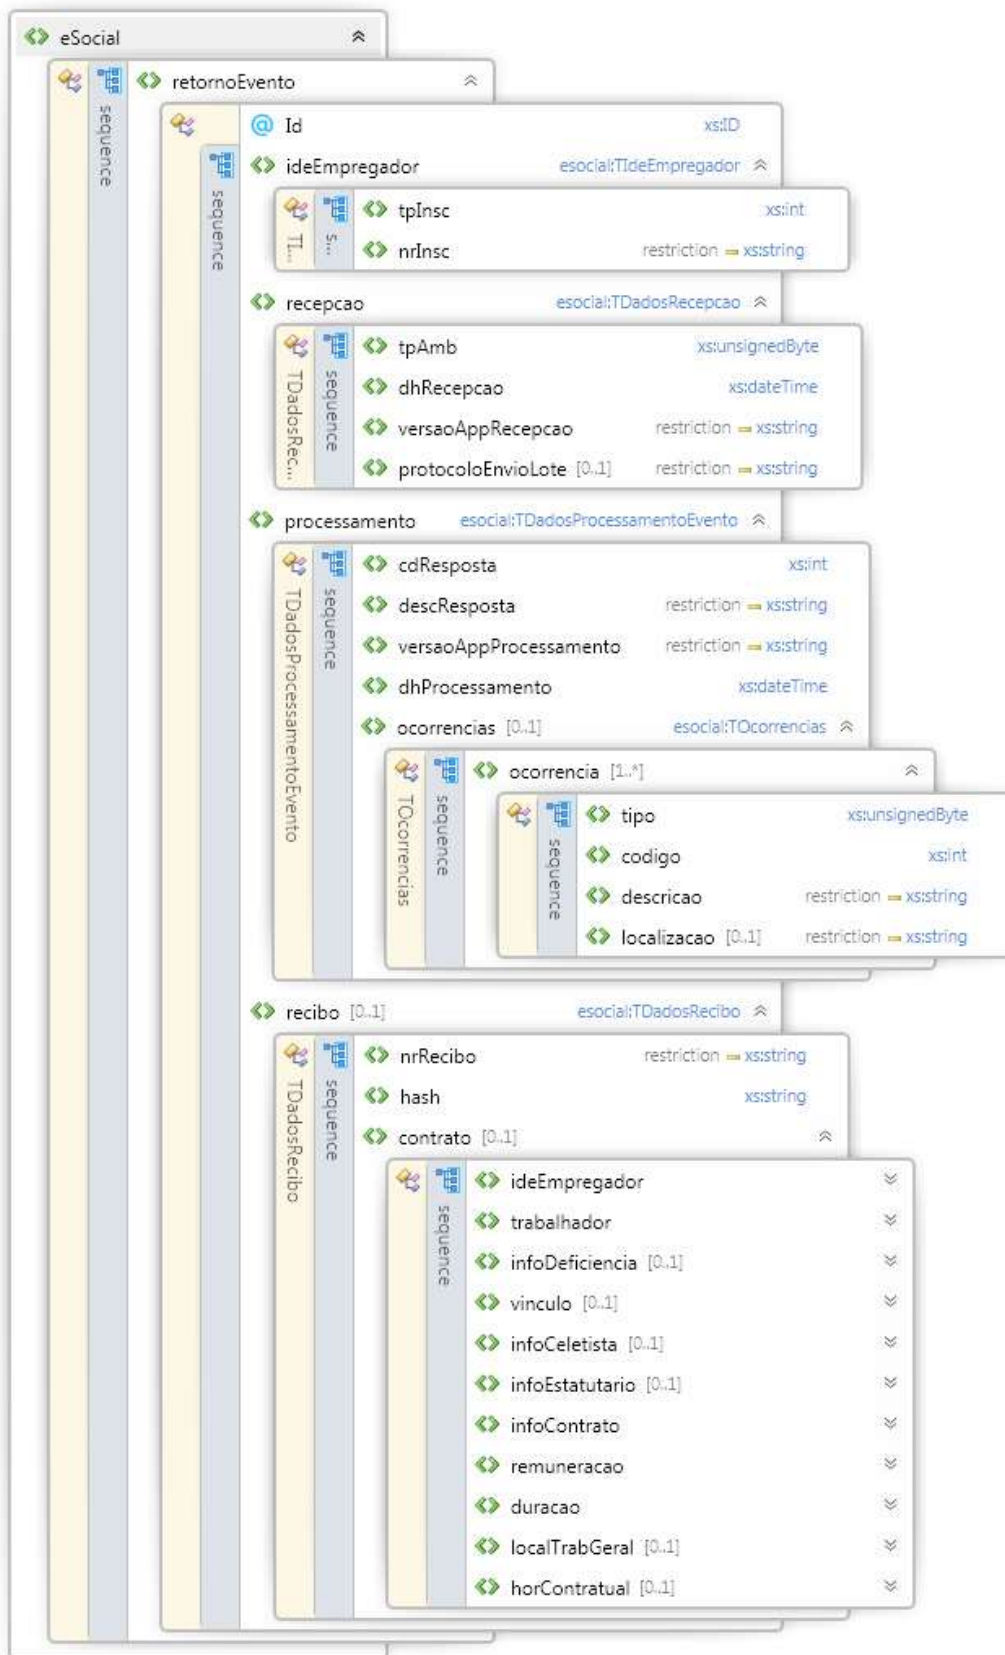 eSocial
sequence
retornoEvento
sequence
@ Id xs:ID
ideEmpregador esocial:TIdeEmpregador
TI...
s...
tpInsc xs:int
nrInsc restriction xs:string
recepcao esocial:TDadosRecepcao
TDadosRec...
sequence
tpAmb xs:unsignedByte
dhRecepcao xs:dateTime
versaoAppRecepcao restriction xs:string
protocoloEnvioLote [0..1] restriction xs:string
processamento esocial:TDadosProcessamentoEvento
TDadosProcessamentoEvento
sequence
cdResposta xs:int
descResposta restriction xs:string
versaoAppProcessamento restriction xs:string
dhProcessamento xs:dateTime
ocorrencias [0..1] esocial:TOcorrencias
TOcorrencias
sequence
ocorrencia [1..*]
sequence
tipo xs:unsignedByte
codigo xs:int
descricao restriction xs:string
localizacao [0..1] restriction xs:string
recibo [0..1] esocial:TDadosRecibo
TDadosRecibo
sequence
nrRecibo restriction xs:string
hash xs:string
contrato [0..1]
sequence
ideEmpregador
trabalhador
infoDeficiencia [0..1]
vinculo [0..1]
infoCeletista [0..1]
infoEstatutario [0..1]
infoContrato
remuneracao
duracao
localTrabGeral [0..1]
horContratual [0..1]